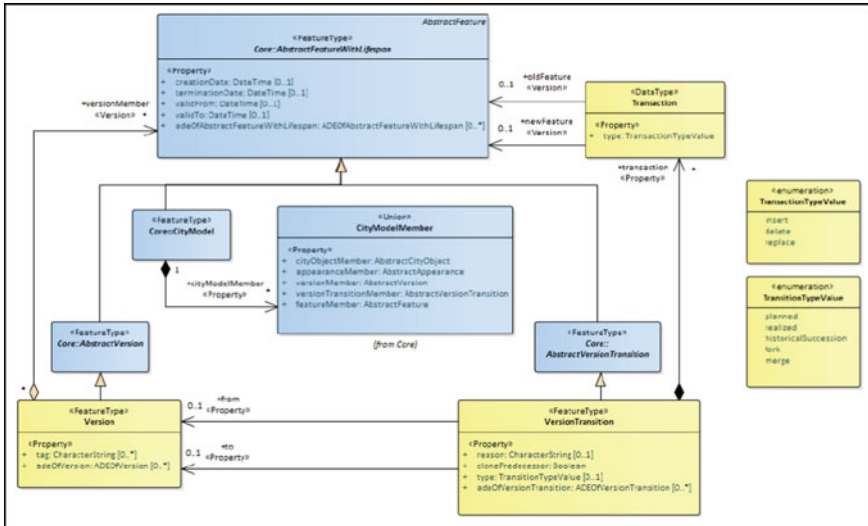 AbstractFeature
«FeatureType»
Core::AbstractFeatureWithLifespan
«Property»
+ creationDate: DateTime [0..1]
+ terminationDate: DateTime [0..1]
+ validFrom: DateTime [0..1]
+ validTo: DateTime [0..1]
+ adeOfAbstractFeatureWithLifespan: ADEOfAbstractFeatureWithLifespan [0..*]
+versionMember
«Version» *
+oldFeature
0..1 «Version»
+newFeature
0..1 «Version»
«DataType»
Transaction
«Property»
+ type: TransactionTypeValue
+transaction *
«Property»
«FeatureType»
Core::CityModel
1
+cityModelMember *
«Property»
«Union»
CityModelMember
«Property»
+ cityObjectMember: AbstractCityObject
+ appearanceMember: AbstractAppearance
+ versionMember: AbstractVersion
+ versionTransitionMember: AbstractVersionTransition
+ featureMember: AbstractFeature
(from Core)
«enumeration»
TransactionTypeValue
insert
delete
replace
«enumeration»
TransitionTypeValue
planned
realized
historicalSuccession
fork
merge
«FeatureType»
Core::AbstractVersion
«FeatureType»
Core::
AbstractVersionTransition
*
«FeatureType»
Version
«Property»
+ tag: CharacterString [0..*]
+ adeOfVersion: ADEOfVersion [0..*]
0..1 +from
«Property»
0..1 +to
«Property»
«FeatureType»
VersionTransition
«Property»
+ reason: CharacterString [0..1]
+ clonePredecessor: Boolean
+ type: TransitionTypeValue [0..1]
+ adeOfVersionTransition: ADEOfVersionTransition [0..*]